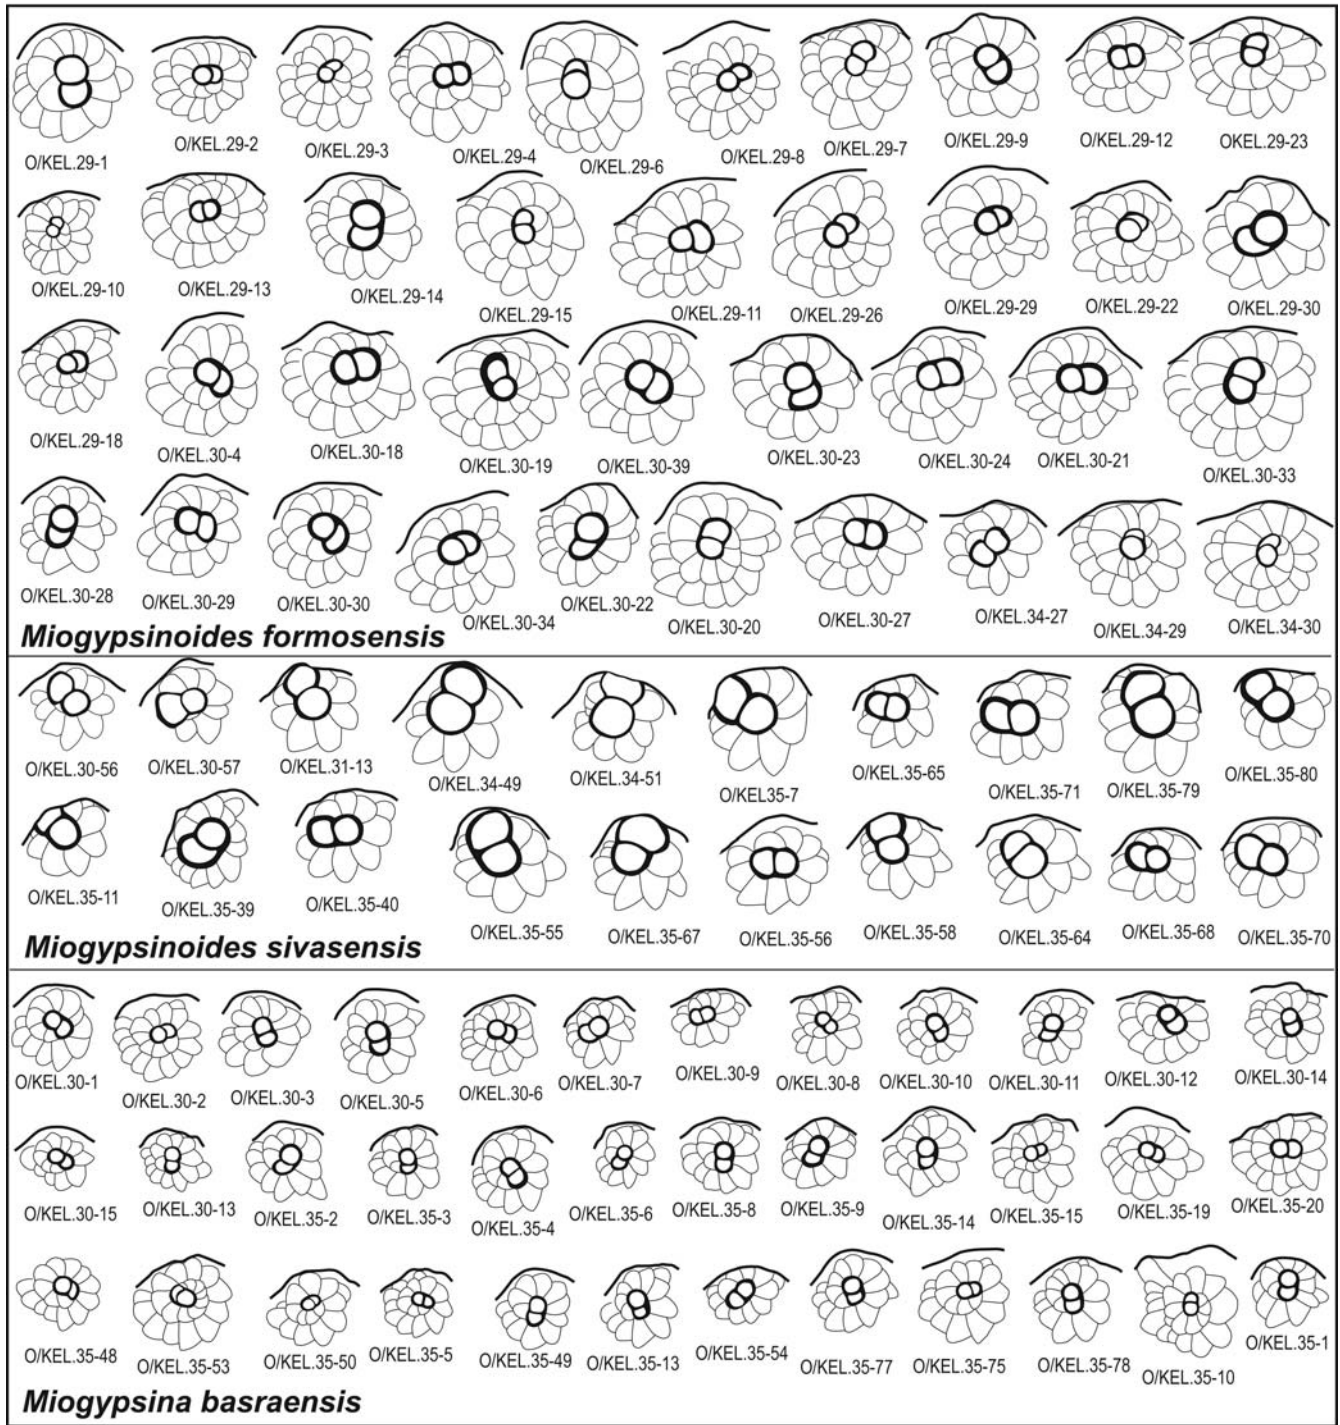 O/KEL.29-1 O/KEL.29-2 O/KEL.29-3 O/KEL.29-4 O/KEL.29-6 O/KEL.29-8 O/KEL.29-7 O/KEL.29-9 O/KEL.29-12 OKEL.29-23
O/KEL.29-10 O/KEL.29-13 O/KEL.29-14 O/KEL.29-15 O/KEL.29-11 O/KEL.29-26 O/KEL.29-29 O/KEL.29-22 O/KEL.29-30
O/KEL.29-18 O/KEL.30-4 O/KEL.30-18 O/KEL.30-19 O/KEL.30-39 O/KEL.30-23 O/KEL.30-24 O/KEL.30-21 O/KEL.30-33
O/KEL.30-28 O/KEL.30-29 O/KEL.30-30 O/KEL.30-34 O/KEL.30-22 O/KEL.30-20 O/KEL.30-27 O/KEL.34-27 O/KEL.34-29 O/KEL.34-30
Miogypsinoides formosensis
O/KEL.30-56 O/KEL.30-57 O/KEL.31-13 O/KEL.34-49 O/KEL.34-51 O/KEL35-7 O/KEL.35-65 O/KEL.35-71 O/KEL.35-79 O/KEL.35-80
O/KEL.35-11 O/KEL.35-39 O/KEL.35-40 O/KEL.35-55 O/KEL.35-67 O/KEL.35-56 O/KEL.35-58 O/KEL.35-64 O/KEL.35-68 O/KEL.35-70
Miogypsinoides sivasensis
O/KEL.30-1 O/KEL.30-2 O/KEL.30-3 O/KEL.30-5 O/KEL.30-6 O/KEL.30-7 O/KEL.30-9 O/KEL.30-8 O/KEL.30-10 O/KEL.30-11 O/KEL.30-12 O/KEL.30-14
O/KEL.30-15 O/KEL.30-13 O/KEL.35-2 O/KEL.35-3 O/KEL.35-4 O/KEL.35-6 O/KEL.35-8 O/KEL.35-9 O/KEL.35-14 O/KEL.35-15 O/KEL.35-19 O/KEL.35-20
O/KEL.35-48 O/KEL.35-53 O/KEL.35-50 O/KEL.35-5 O/KEL.35-49 O/KEL.35-13 O/KEL.35-54 O/KEL.35-77 O/KEL.35-75 O/KEL.35-78 O/KEL.35-10 O/KEL.35-1
Miogypsina basraensis